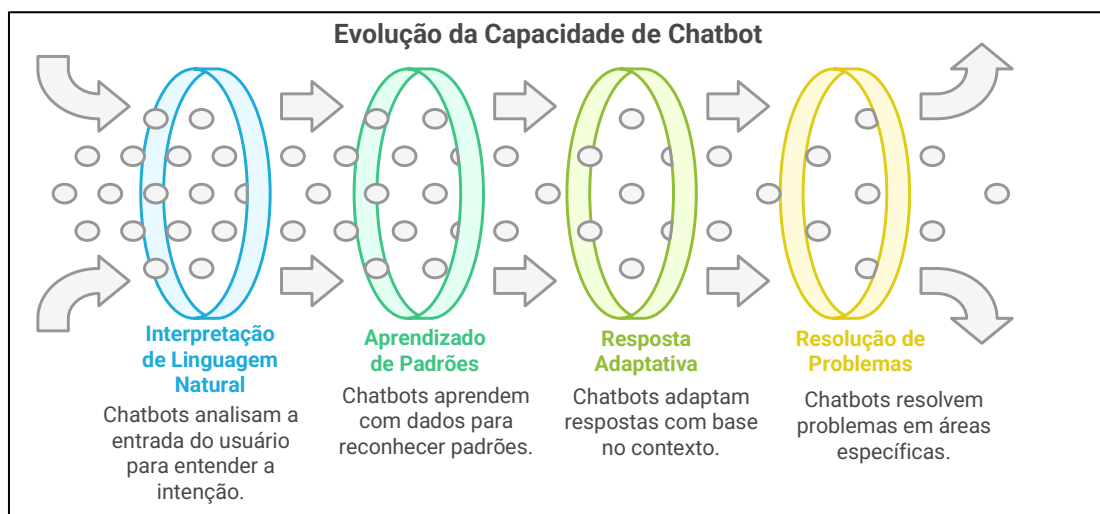 Evolução da Capacidade de Chatbot
Interpretação
de Linguagem
Natural
Chatbots analisam a
entrada do usuário
para entender a
intenção.
Aprendizado
de Padrões
Chatbots aprendem
com dados para
reconhecer padrões.
Resposta
Adaptativa
Chatbots adaptam
respostas com base
no contexto.
Resolução de
Problemas
Chatbots resolvem
problemas em áreas
específicas.